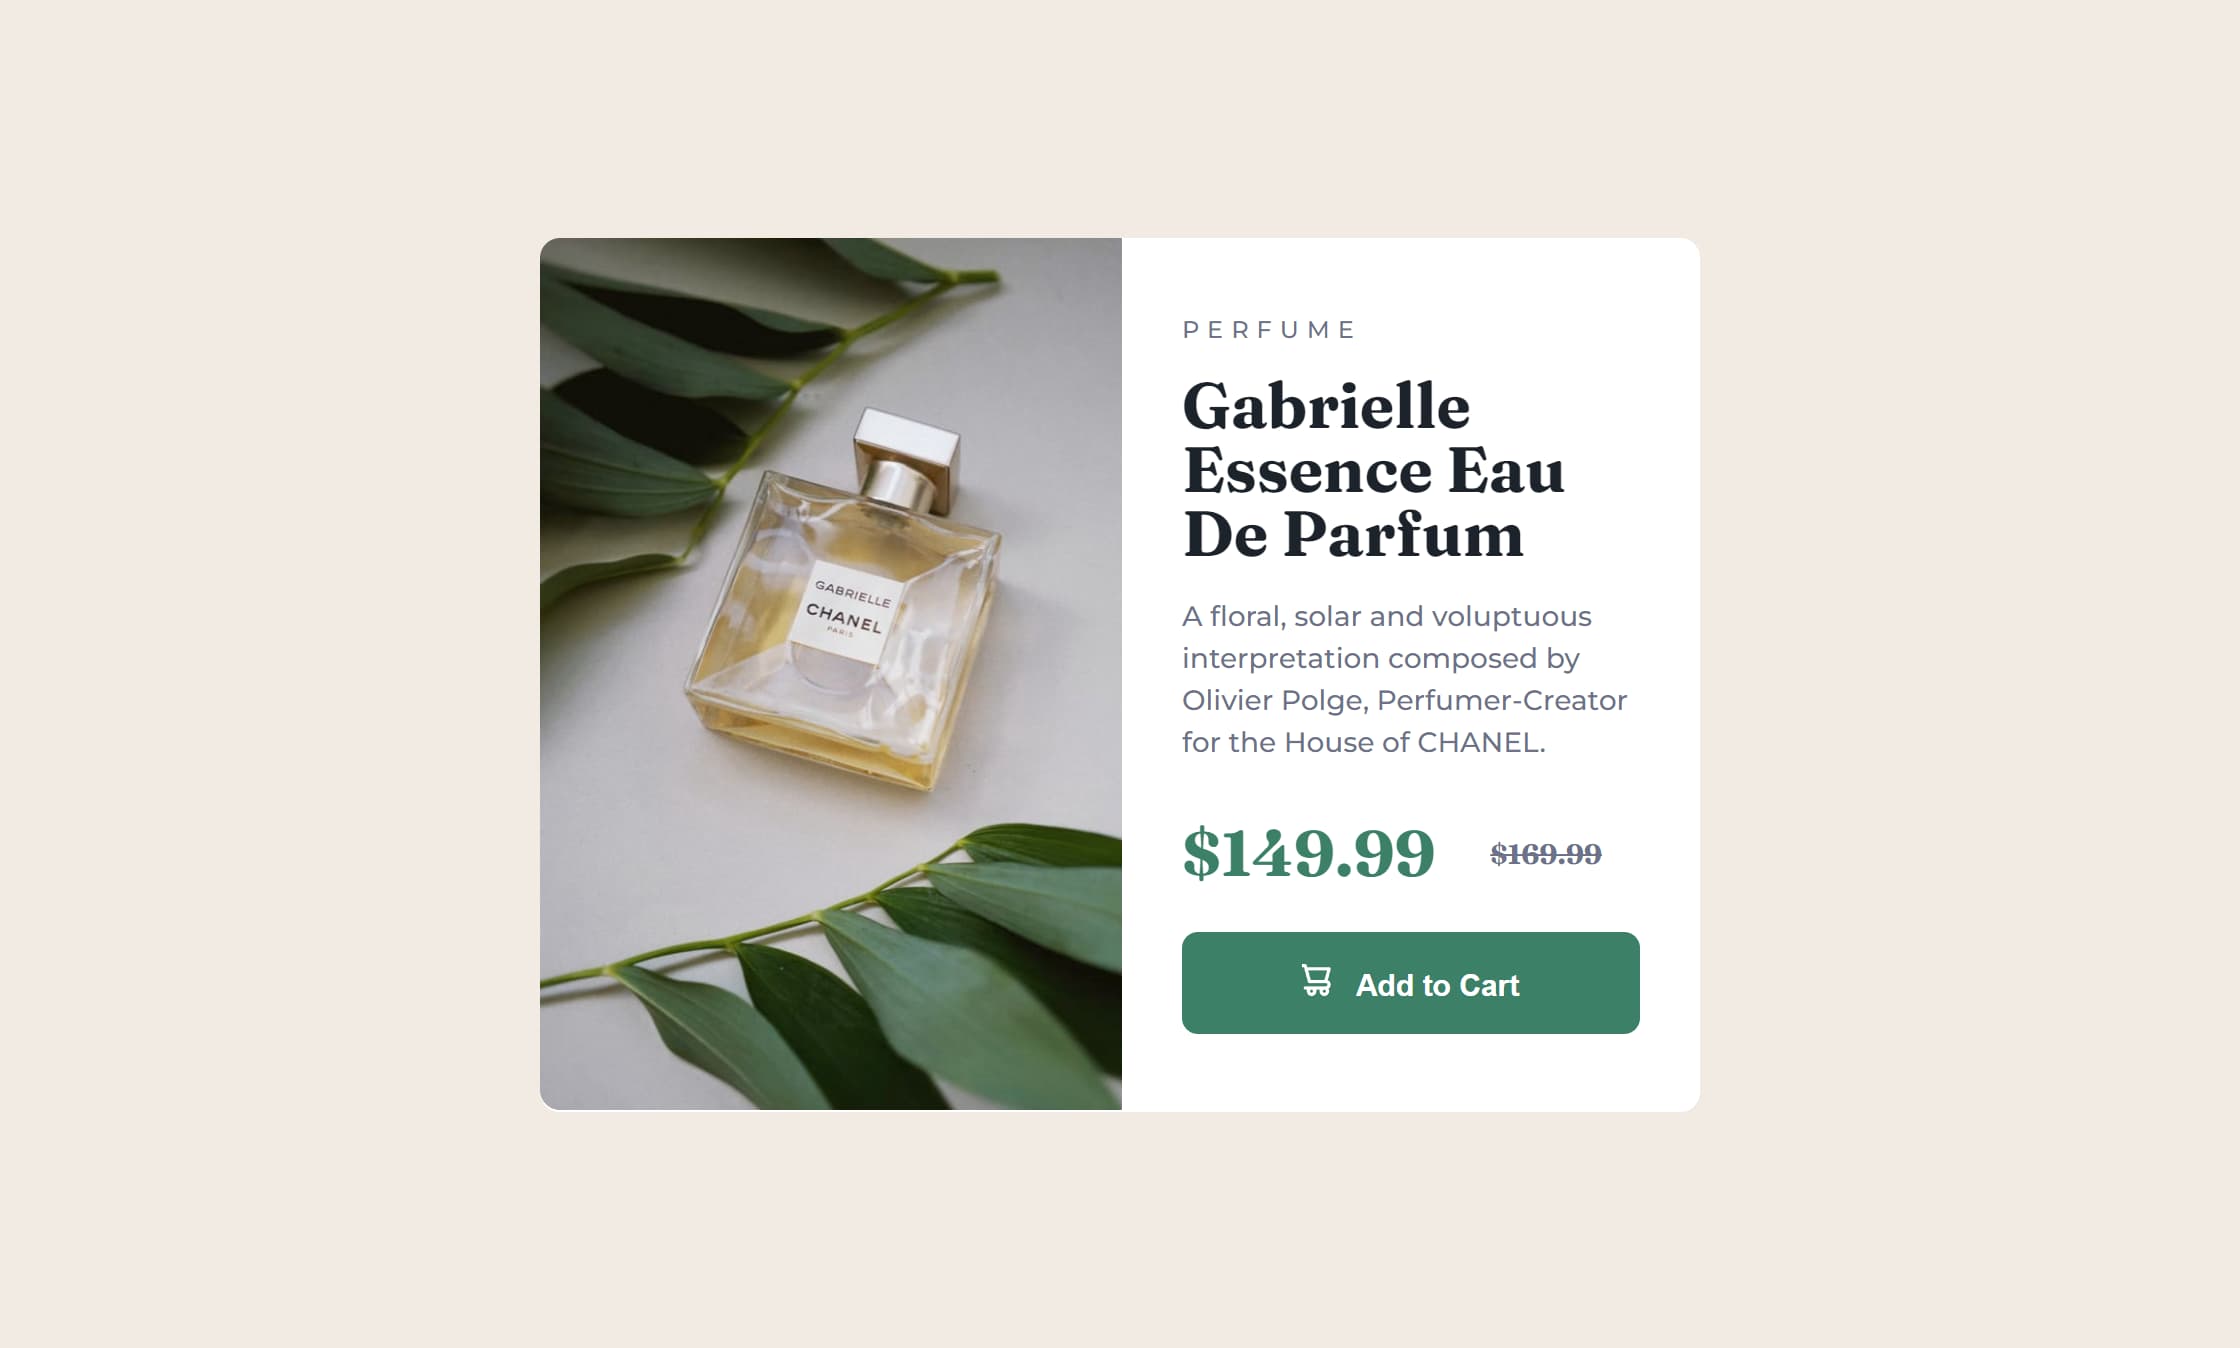 PERFUME
Gabrielle
Essence Eau
De Parfum
A floral, solar and voluptuous
interpretation composed by
Olivier Polge, Perfumer-Creator
for the House of CHANEL.
$149.99 $169.99
Add to Cart
GABRIELLE
CHANEL
PARIS